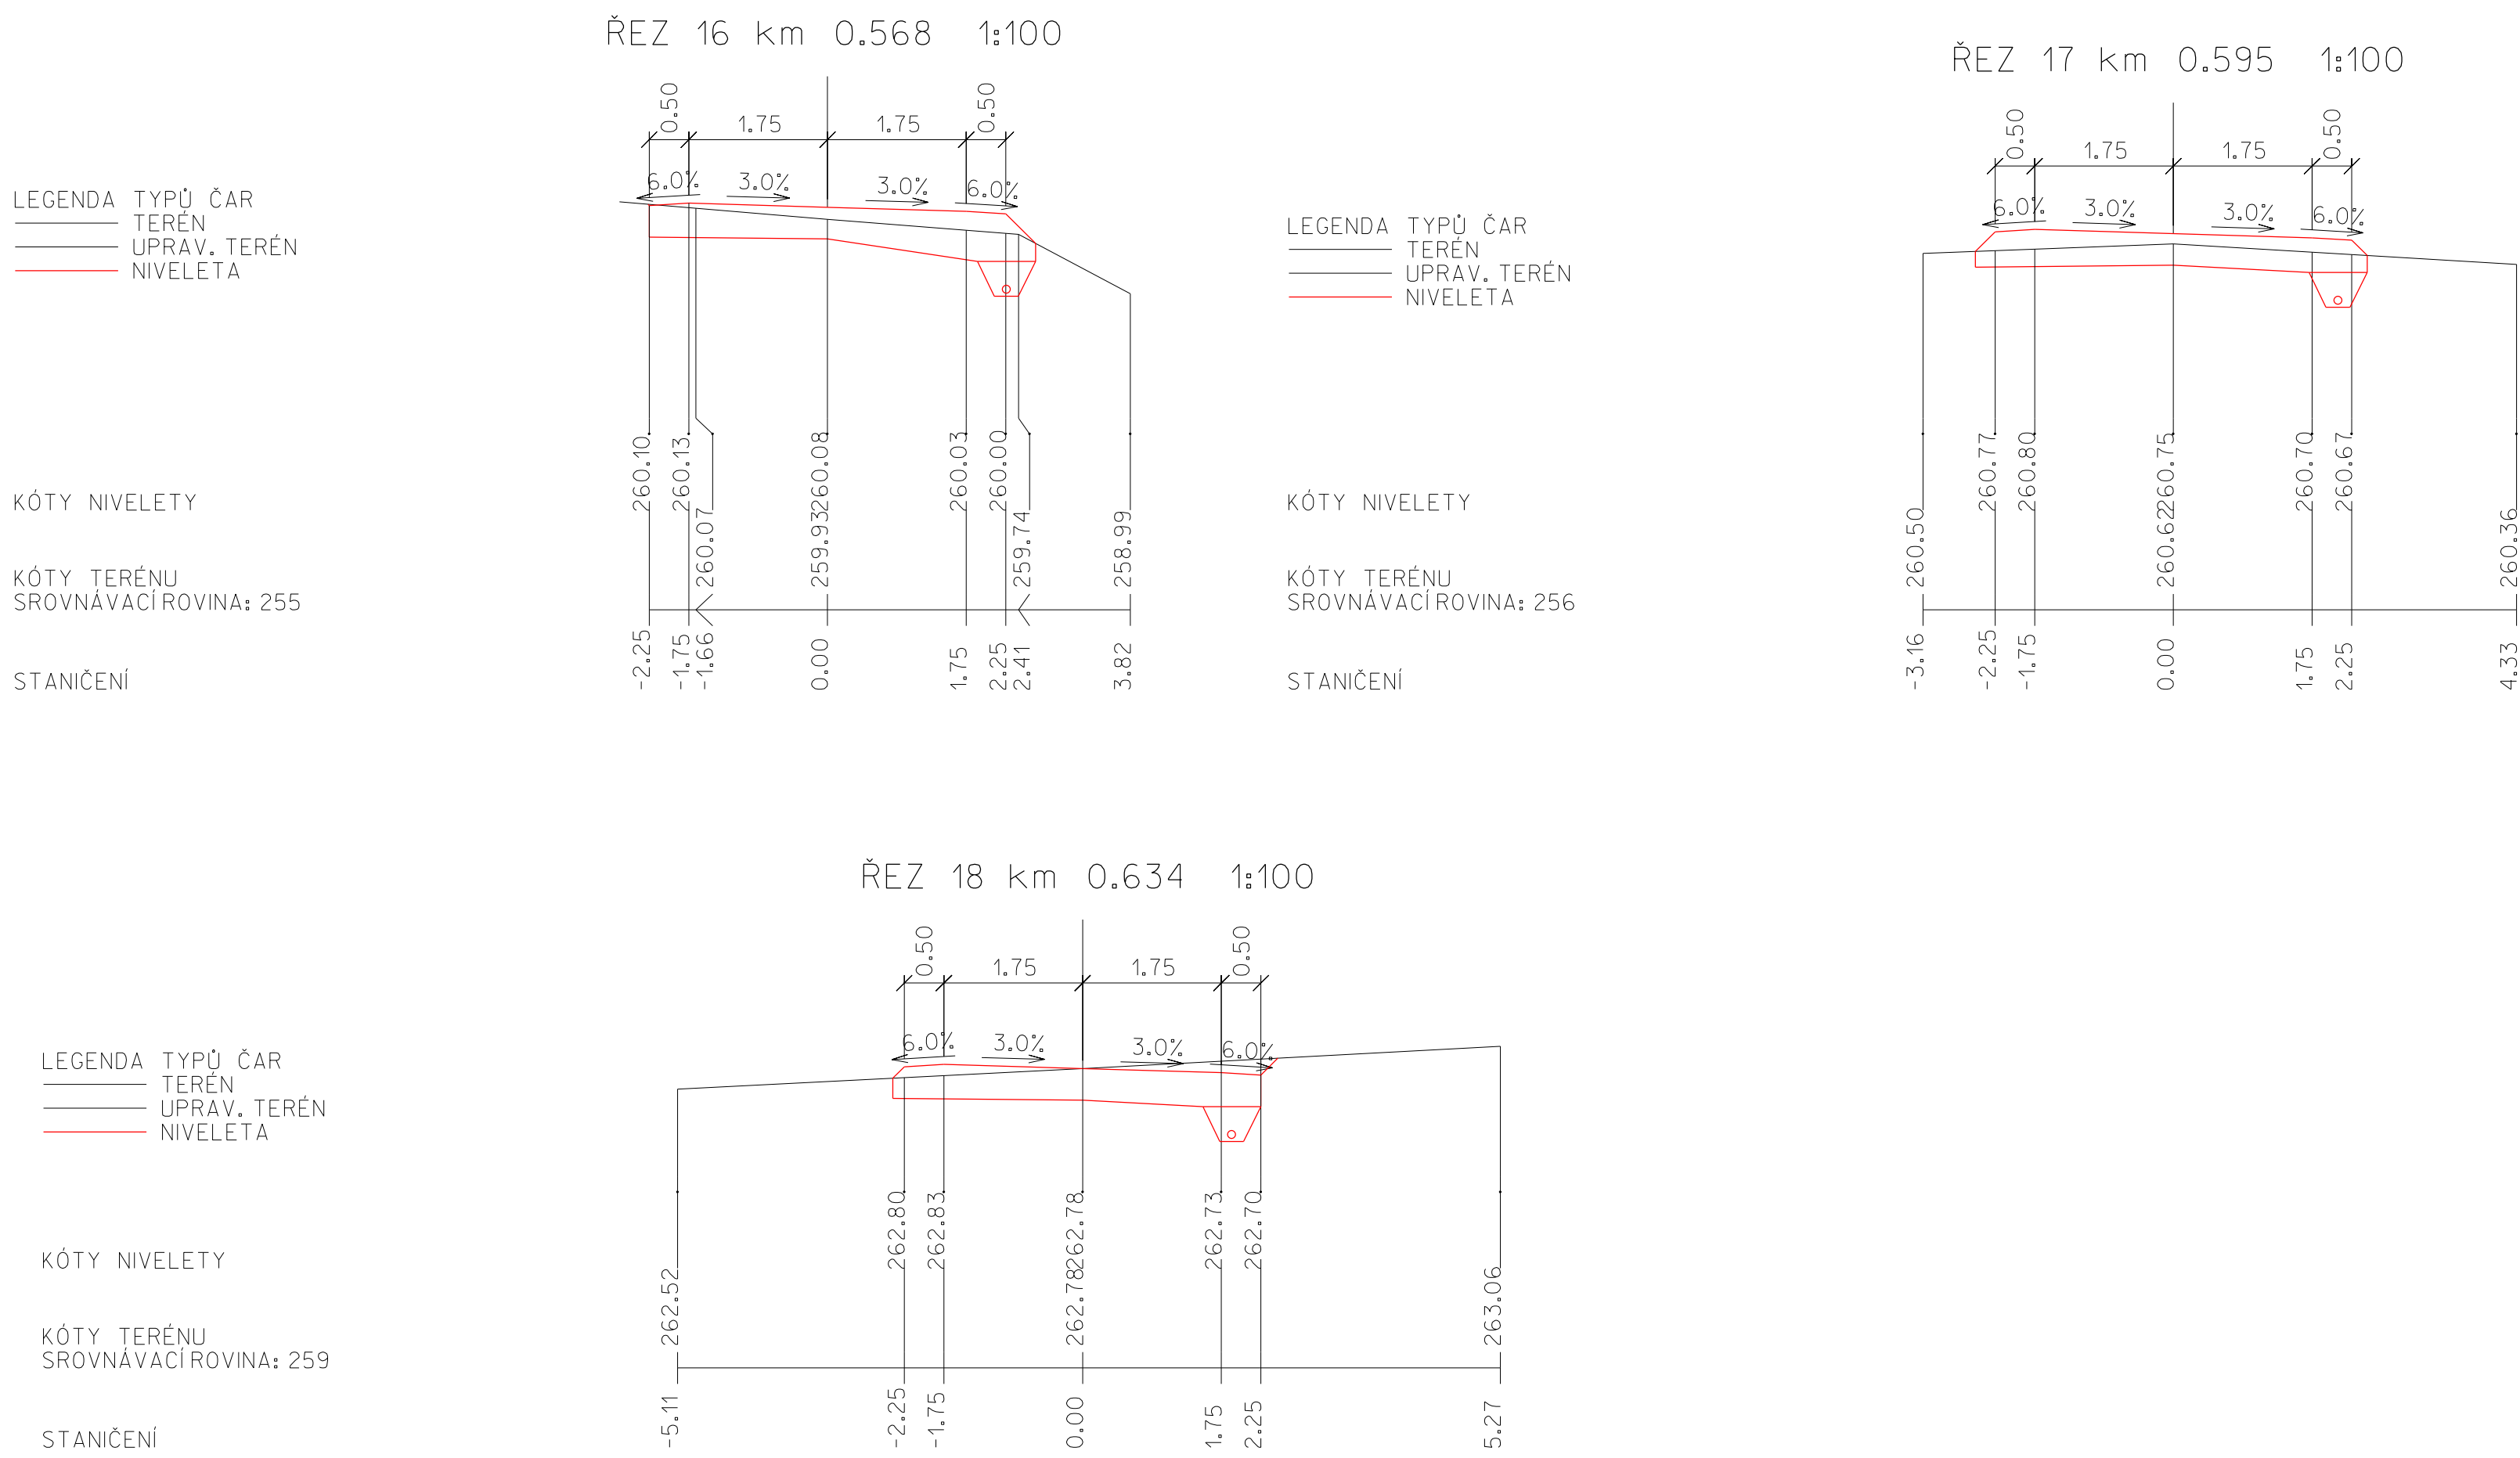 ŘEZ 16 km 0.568 1:100
0.50 1.75 1.75 0.50
6.0% 3.0% 3.0% 6.0%
LEGENDA TYPŮ ČAR
TERÉN
UPRAV. TERÉN
NIVELETA
KÓTY NIVELETY
260.10 260.13 260.08 260.03 260.00
KÓTY TERÉNU
260.07 259.93 259.74 258.99
SROVNÁVACÍ ROVINA: 255
STANIČENÍ
-2.25 -1.75 -1.66 0.00 1.75 2.25 2.41 3.82
ŘEZ 17 km 0.595 1:100
0.50 1.75 1.75 0.50
6.0% 3.0% 3.0% 6.0%
LEGENDA TYPŮ ČAR
TERÉN
UPRAV. TERÉN
NIVELETA
KÓTY NIVELETY
260.77 260.80 260.75 260.70 260.67
KÓTY TERÉNU
260.50 260.62 260.36
SROVNÁVACÍ ROVINA: 256
STANIČENÍ
-3.16 -2.25 -1.75 0.00 1.75 2.25 4.33
ŘEZ 18 km 0.634 1:100
0.50 1.75 1.75 0.50
6.0% 3.0% 3.0% 6.0%
LEGENDA TYPŮ ČAR
TERÉN
UPRAV. TERÉN
NIVELETA
KÓTY NIVELETY
262.80 262.83 262.78 262.73 262.70
KÓTY TERÉNU
262.52 262.78 263.06
SROVNÁVACÍ ROVINA: 259
STANIČENÍ
-5.11 -2.25 -1.75 0.00 1.75 2.25 5.27